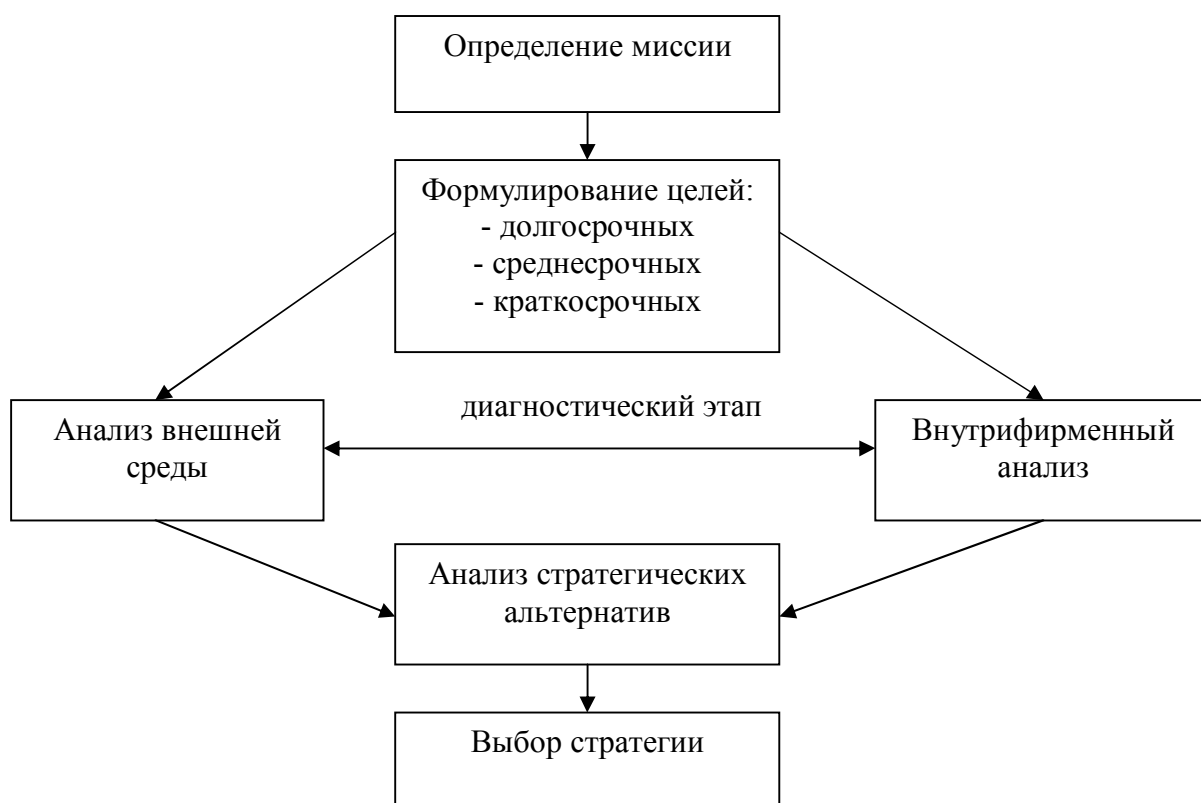 Определение миссии
Формулирование целей:
- долгосрочных
- среднесрочных
- краткосрочных
диагностический этап
Анализ внешней
среды
Внутрифирменный
анализ
Анализ стратегических
альтернатив
Выбор стратегии